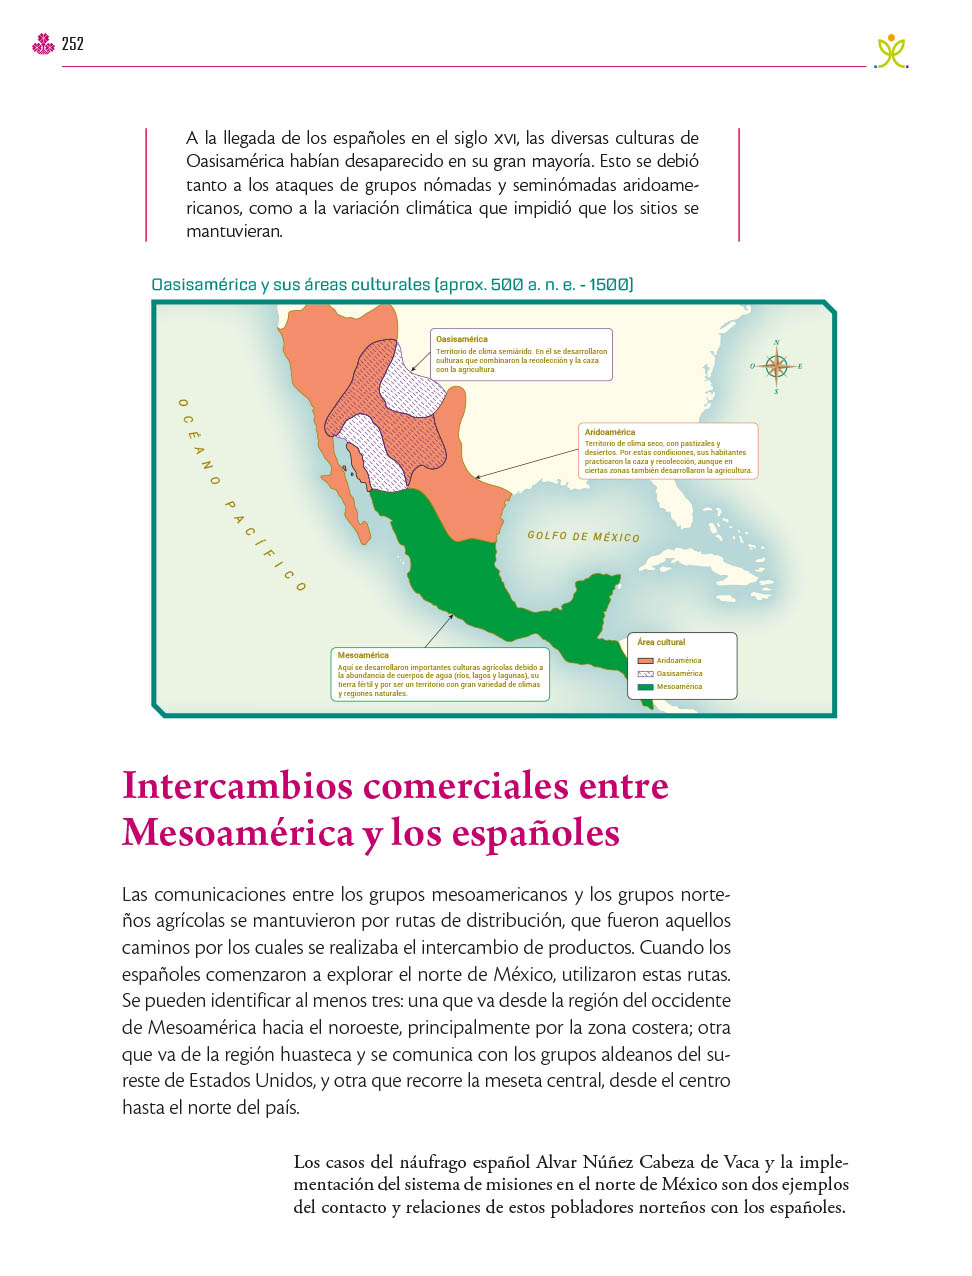 252
A la llegada de los españoles en el siglo XVI, las diversas culturas de
Oasisamérica habían desaparecido en su gran mayoría. Esto se debió
tanto a los ataques de grupos nómadas y seminómadas aridoame-
ricanos, como a la variación climática que impidió que los sitios se
mantuvieran.
Oasisamérica y sus áreas culturales (aprox. 500 a. n. e. - 1500)
Oasisamérica
Territorio de clima semiárido. En él se desarrollaron
culturas que combinaron la recolección y la caza
con la agricultura.
N
O
E
S
OCÉANO PACÍFICO
Aridoamérica
Territorio de clima seco, con pastizales y
desiertos. Por estas condiciones, sus habitantes
practicaron la caza y recolección, aunque en
ciertas zonas también desarrollaron la agricultura.
GOLFO DE MÉXICO
Mesoamérica
Aquí se desarrollaron importantes culturas agrícolas debido a
la abundancia de cuerpos de agua (ríos, lagos y lagunas), su
tierra fértil y por ser un territorio con gran variedad de climas
y regiones naturales.
Área cultural
Aridoamérica
Oasisamérica
Mesoamérica
Intercambios comerciales entre
Mesoamérica y los españoles
Las comunicaciones entre los grupos mesoamericanos y los grupos norte-
ños agrícolas se mantuvieron por rutas de distribución, que fueron aquellos
caminos por los cuales se realizaba el intercambio de productos. Cuando los
españoles comenzaron a explorar el norte de México, utilizaron estas rutas.
Se pueden identificar al menos tres: una que va desde la región del occidente
de Mesoamérica hacia el noroeste, principalmente por la zona costera; otra
que va de la región huasteca y se comunica con los grupos aldeanos del su-
reste de Estados Unidos, y otra que recorre la meseta central, desde el centro
hasta el norte del país.
Los casos del náufrago español Alvar Núñez Cabeza de Vaca y la imple-
mentación del sistema de misiones en el norte de México son dos ejemplos
del contacto y relaciones de estos pobladores norteños con los españoles.